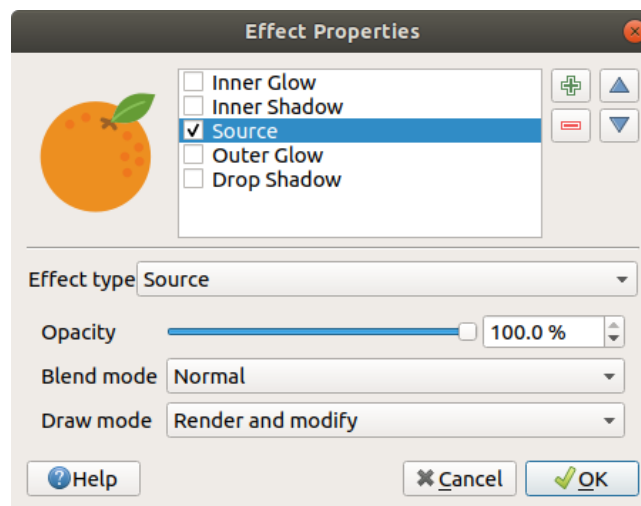 Effect Properties
Inner Glow
Inner Shadow
Source
Outer Glow
Drop Shadow
Effect type Source
Opacity 100.0 %
Blend mode Normal
Draw mode Render and modify
Help Cancel OK